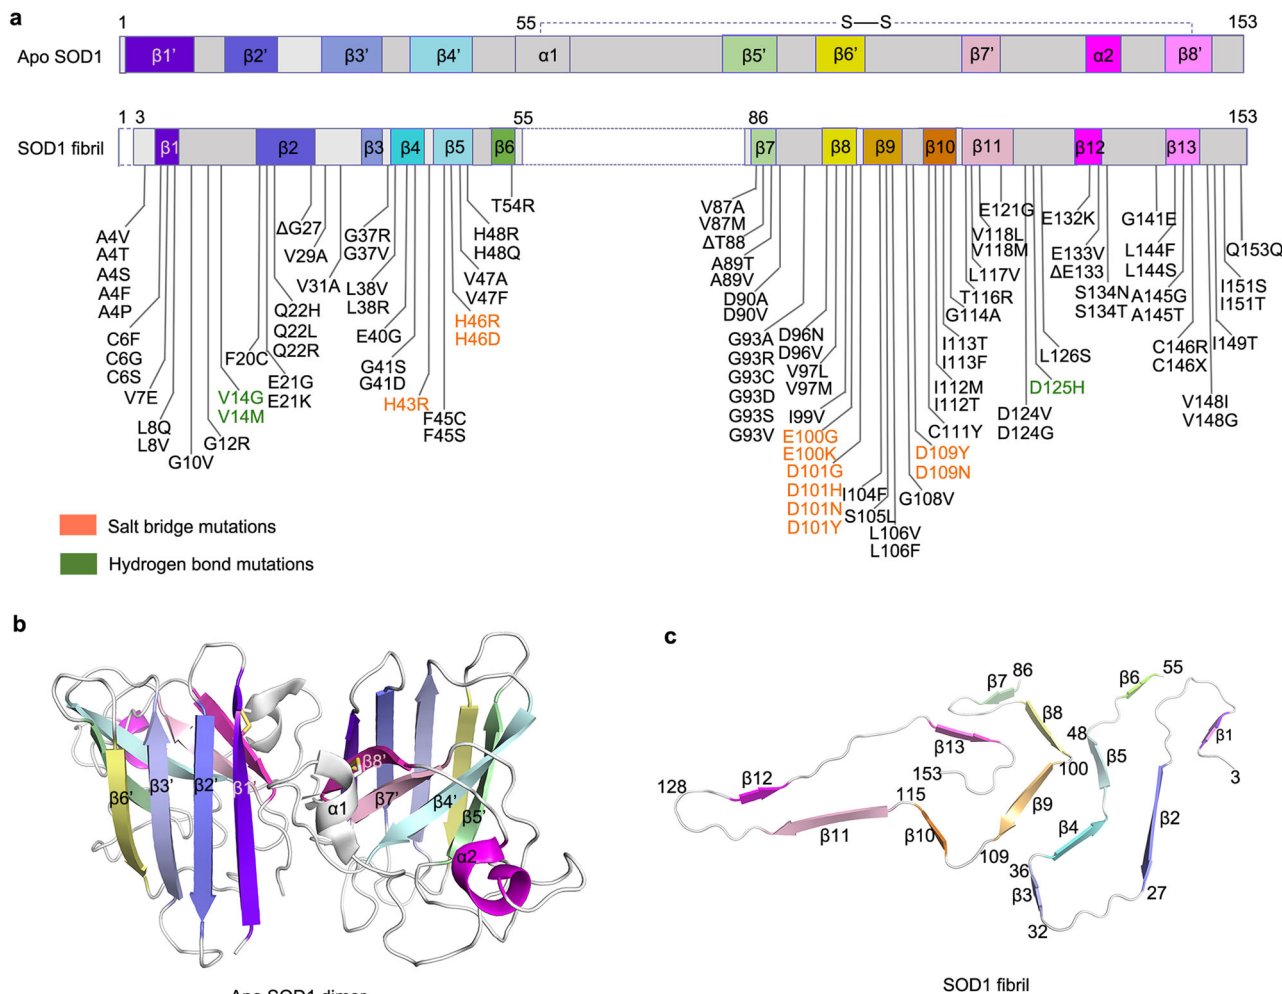 a
1
55
S—S
153
Apo SOD1
β1’
β2’
β3’
β4’
α1
β5’
β6’
β7’
α2
β8’
1
3
55
86
153
SOD1 fibril
β1
β2
β3
β4
β5
β6
β7
β8
β9
β10
β11
β12
β13
A4V
A4T
A4S
A4F
A4P
C6F
C6G
C6S
V7E
L8Q
L8V
G10V
G12R
V14G
V14M
F20C
E21G
E21K
Q22H
Q22L
Q22R
ΔG27
V29A
V31A
G37R
G37V
L38V
L38R
E40G
G41S
G41D
H43R
F45C
F45S
H46R
H46D
V47A
V47F
H48R
H48Q
T54R
V87A
V87M
ΔT88
A89T
A89V
D90A
D90V
G93A
G93R
G93C
G93D
G93S
G93V
D96N
D96V
V97L
V97M
I99V
E100G
E100K
D101G
D101H
D101N
D101Y
I104F
S105L
L106V
L106F
G108V
D109Y
D109N
C111Y
I112M
I112T
I113T
I113F
G114A
T116R
L117V
V118L
V118M
E121G
D124V
D124G
D125H
L126S
E132K
E133V
ΔE133
S134N
S134T
G141E
L144F
L144S
A145G
A145T
C146R
C146X
V148I
V148G
I149T
I151S
I151T
Q153Q
Salt bridge mutations
Hydrogen bond mutations
b
β6’
β3’
β2’
β1’
α1
β8’
β7’
β4’
β5’
α2
Apo SOD1 dimer
c
86
β7
β6
55
β8
48
β1
β13
β5
100
3
153
β12
128
115
β9
β2
β11
β10
β4
109
36
β3
27
32
SOD1 fibril